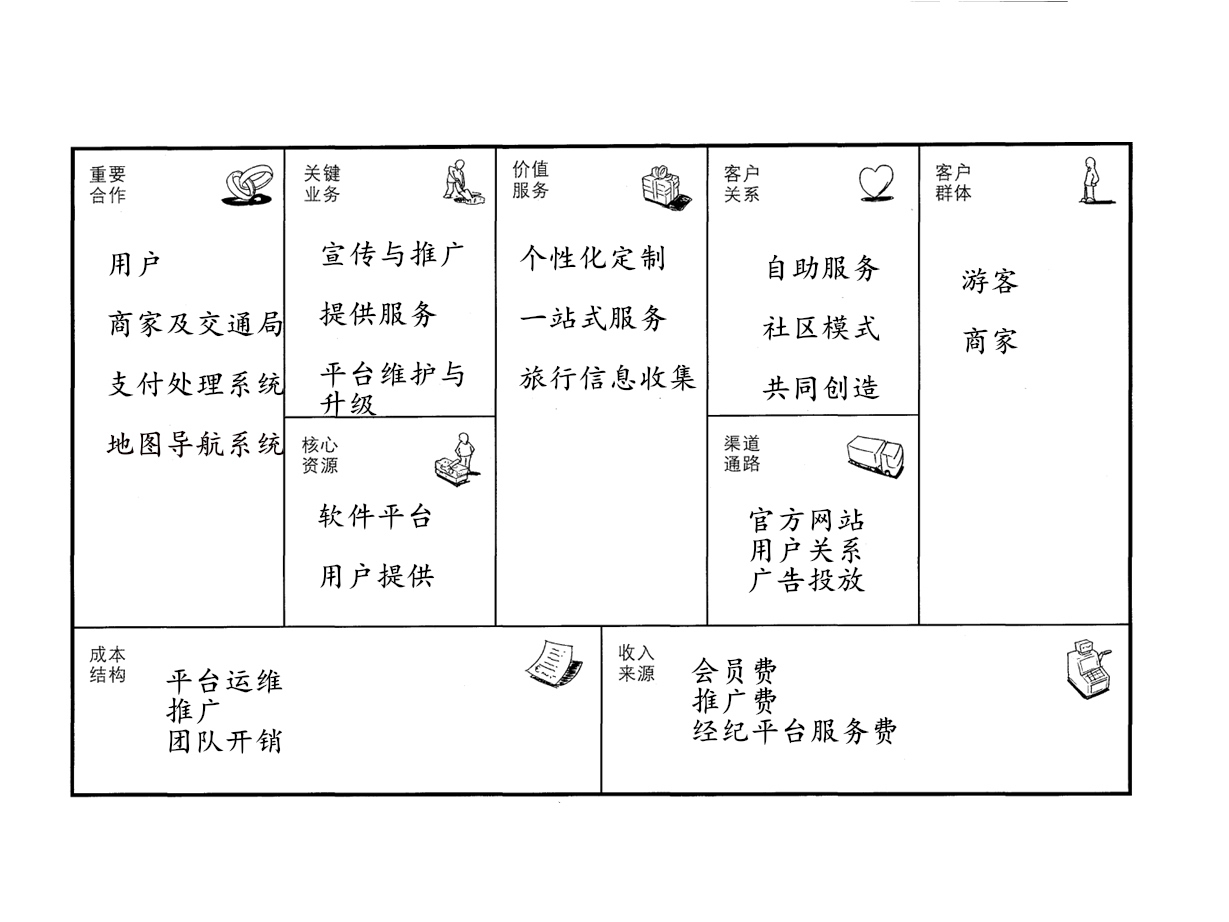 重要
合作
用户
商家及交通局
支付处理系统
地图导航系统
关键
业务
宣传与推广
提供服务
平台维护与
升级
核心
资源
软件平台
用户提供
价值
服务
个性化定制
一站式服务
旅行信息收集
客户
关系
自助服务
社区模式
共同创造
渠道
通路
官方网站
用户关系
广告投放
客户
群体
游客
商家
成本
结构
平台运维
推广
团队开销
收入
来源
会员费
推广费
经纪平台服务费